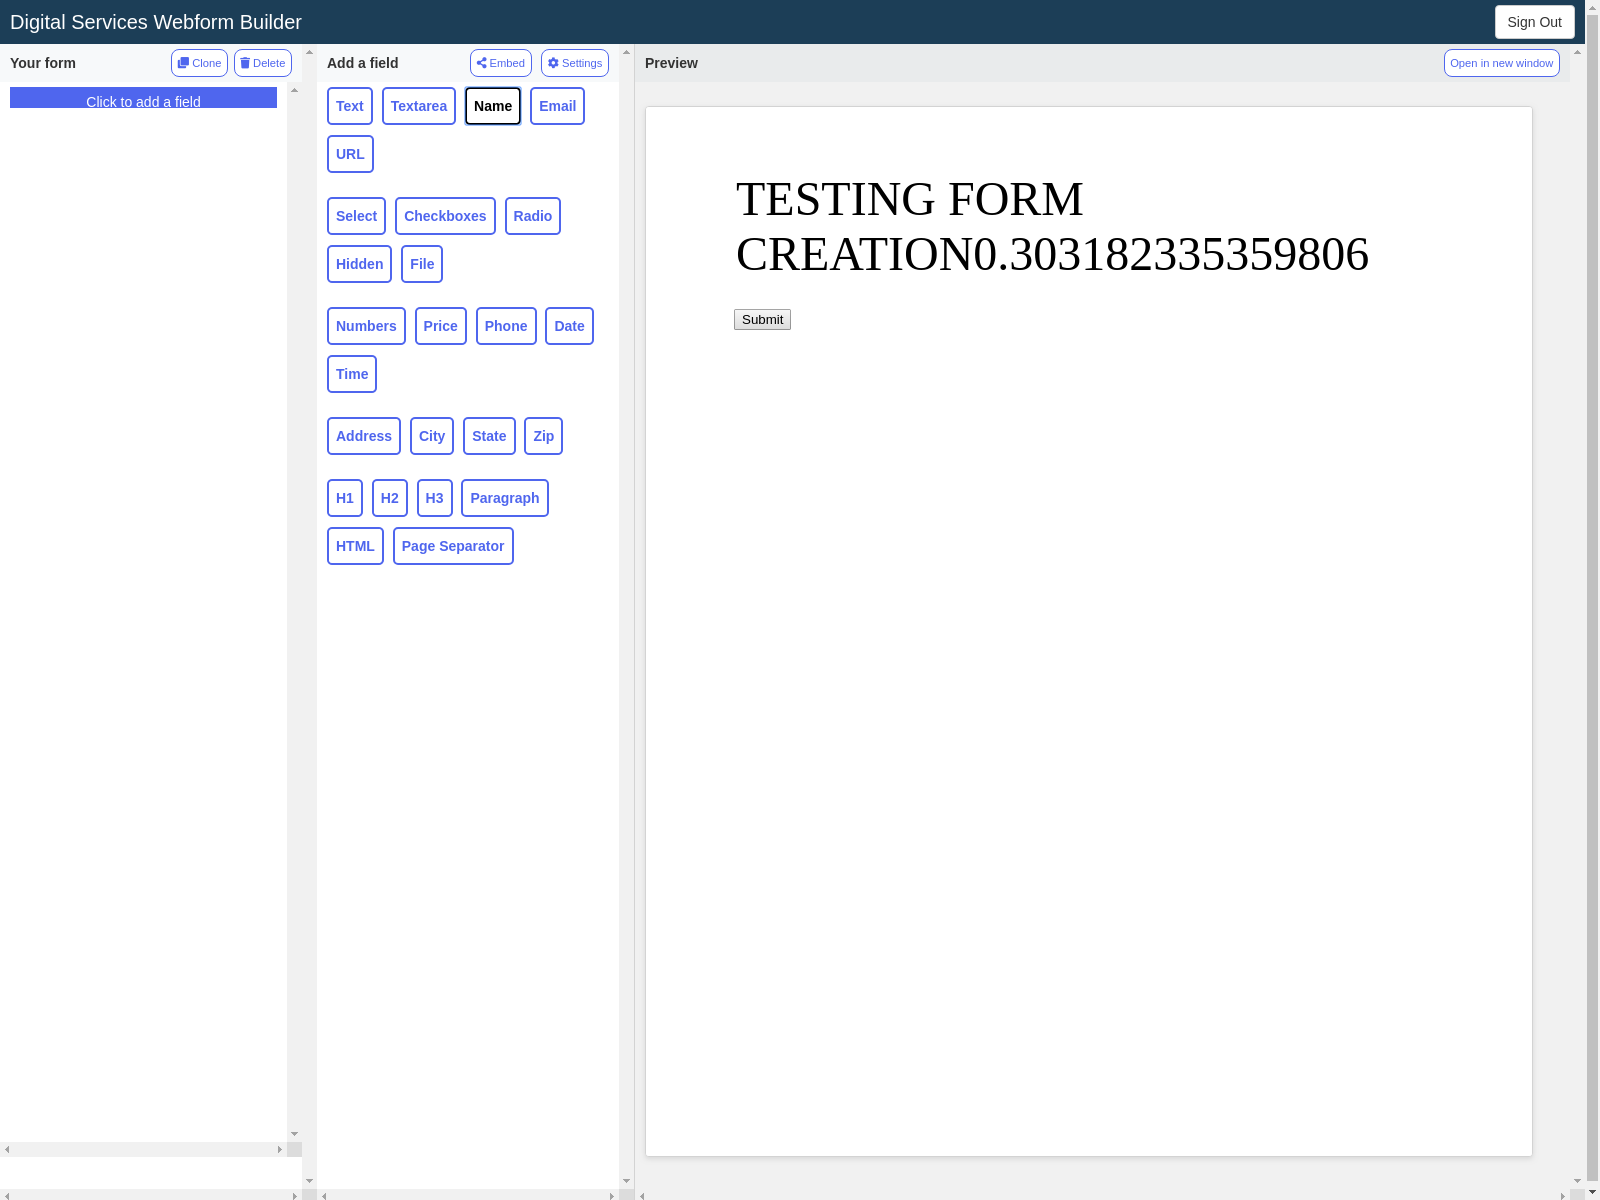 Digital Services Webform Builder
Sign Out
Your form
Clone
Delete
Click to add a field
Add a field
Embed
Settings
Text
Textarea
Name
Email
URL
Select
Checkboxes
Radio
Hidden
File
Numbers
Price
Phone
Date
Time
Address
City
State
Zip
H1
H2
H3
Paragraph
HTML
Page Separator
Preview
Open in new window
TESTING FORM
CREATION0.303182335359806
Submit